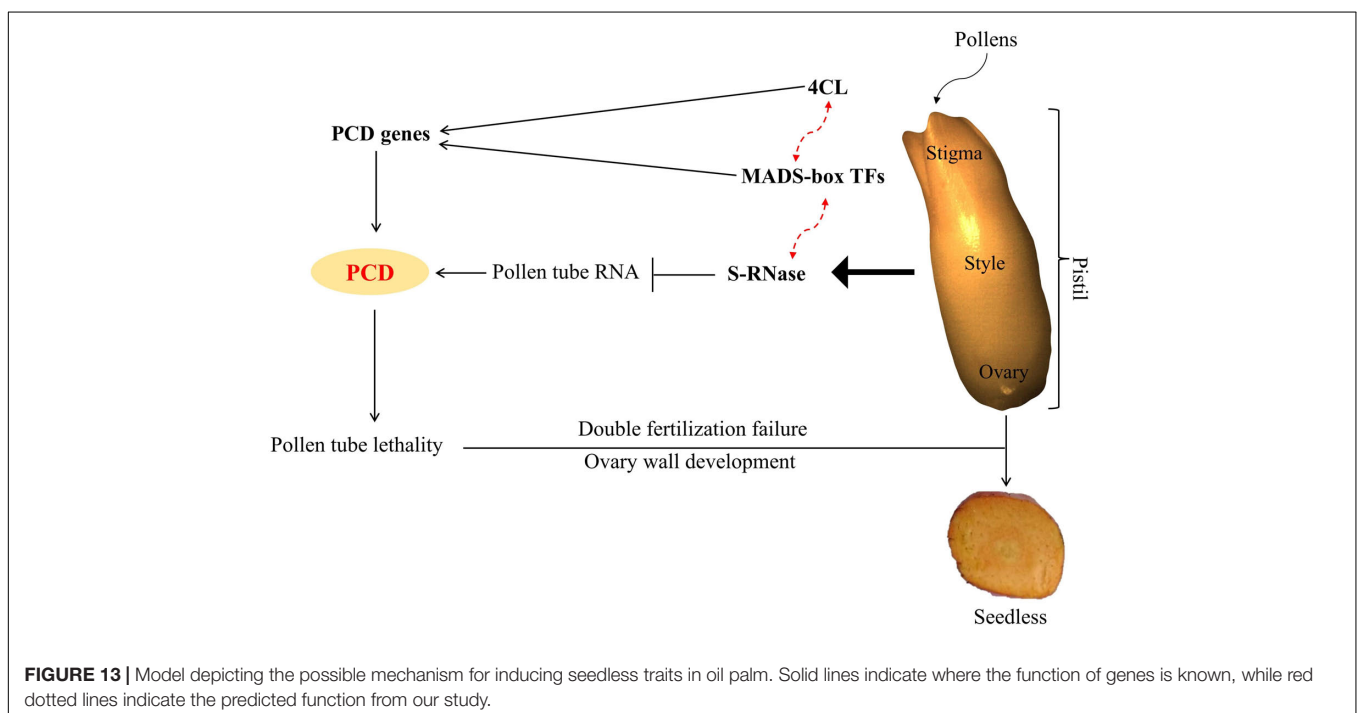 Pollens
4CL
PCD genes
Stigma
MADS-box TFs
Style
Pistil
PCD
Pollen tube RNA
S-RNase
Ovary
Pollen tube lethality
Double fertilization failure
Ovary wall development
Seedless
FIGURE 13 | Model depicting the possible mechanism for inducing seedless traits in oil palm. Solid lines indicate where the function of genes is known, while red
dotted lines indicate the predicted function from our study.